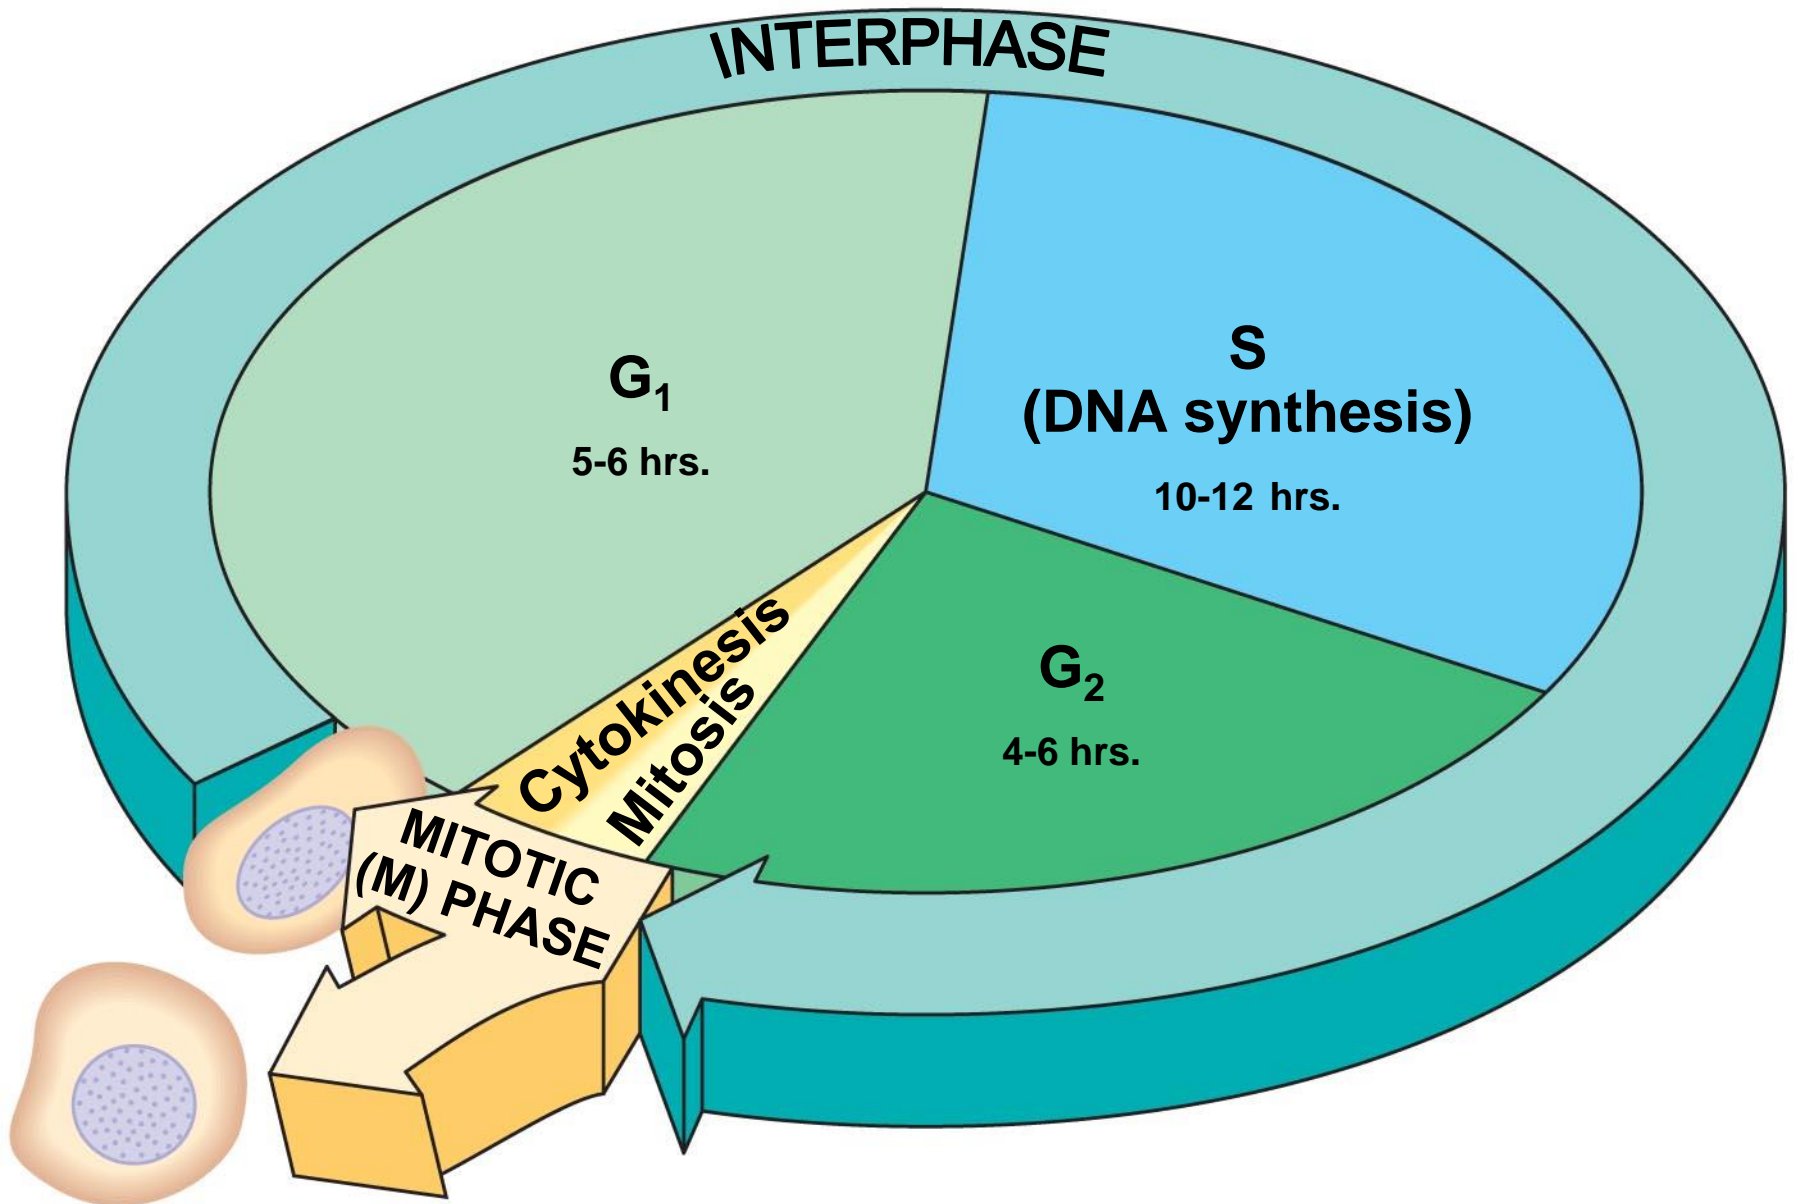 INTERPHASE
G₁
5-6 hrs.
S
(DNA synthesis)
10-12 hrs.
G₂
4-6 hrs.
Cytokinesis
Mitosis
MITOTIC
(M) PHASE